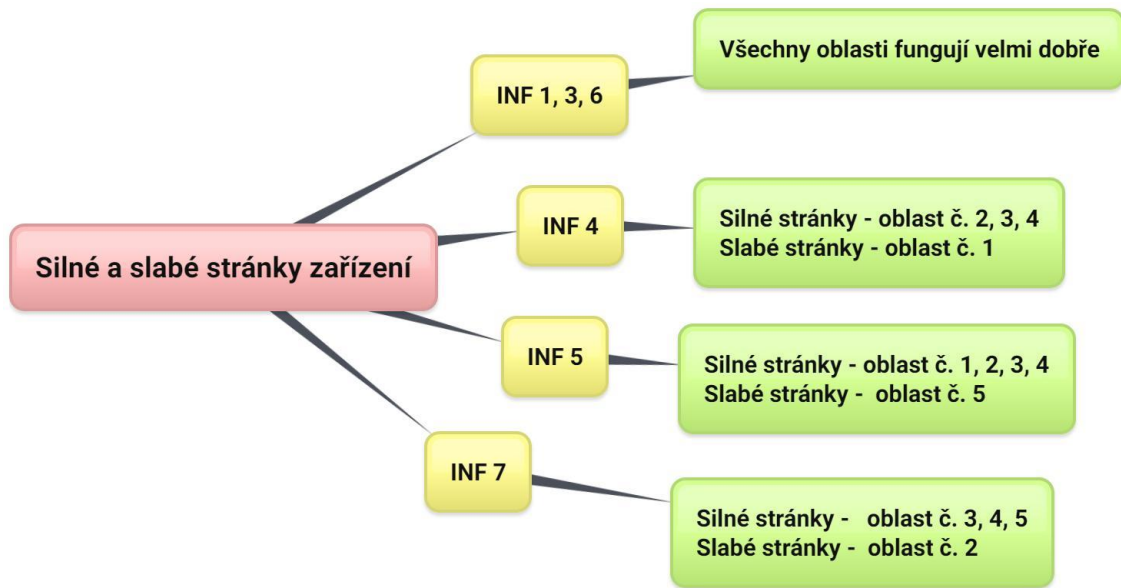 Všechny oblasti fungují velmi dobře
INF 1, 3, 6
INF 4
Silné stránky - oblast č. 2, 3, 4
Slabé stránky - oblast č. 1
Silné a slabé stránky zařízení
INF 5
Silné stránky - oblast č. 1, 2, 3, 4
Slabé stránky - oblast č. 5
INF 7
Silné stránky - oblast č. 3, 4, 5
Slabé stránky - oblast č. 2